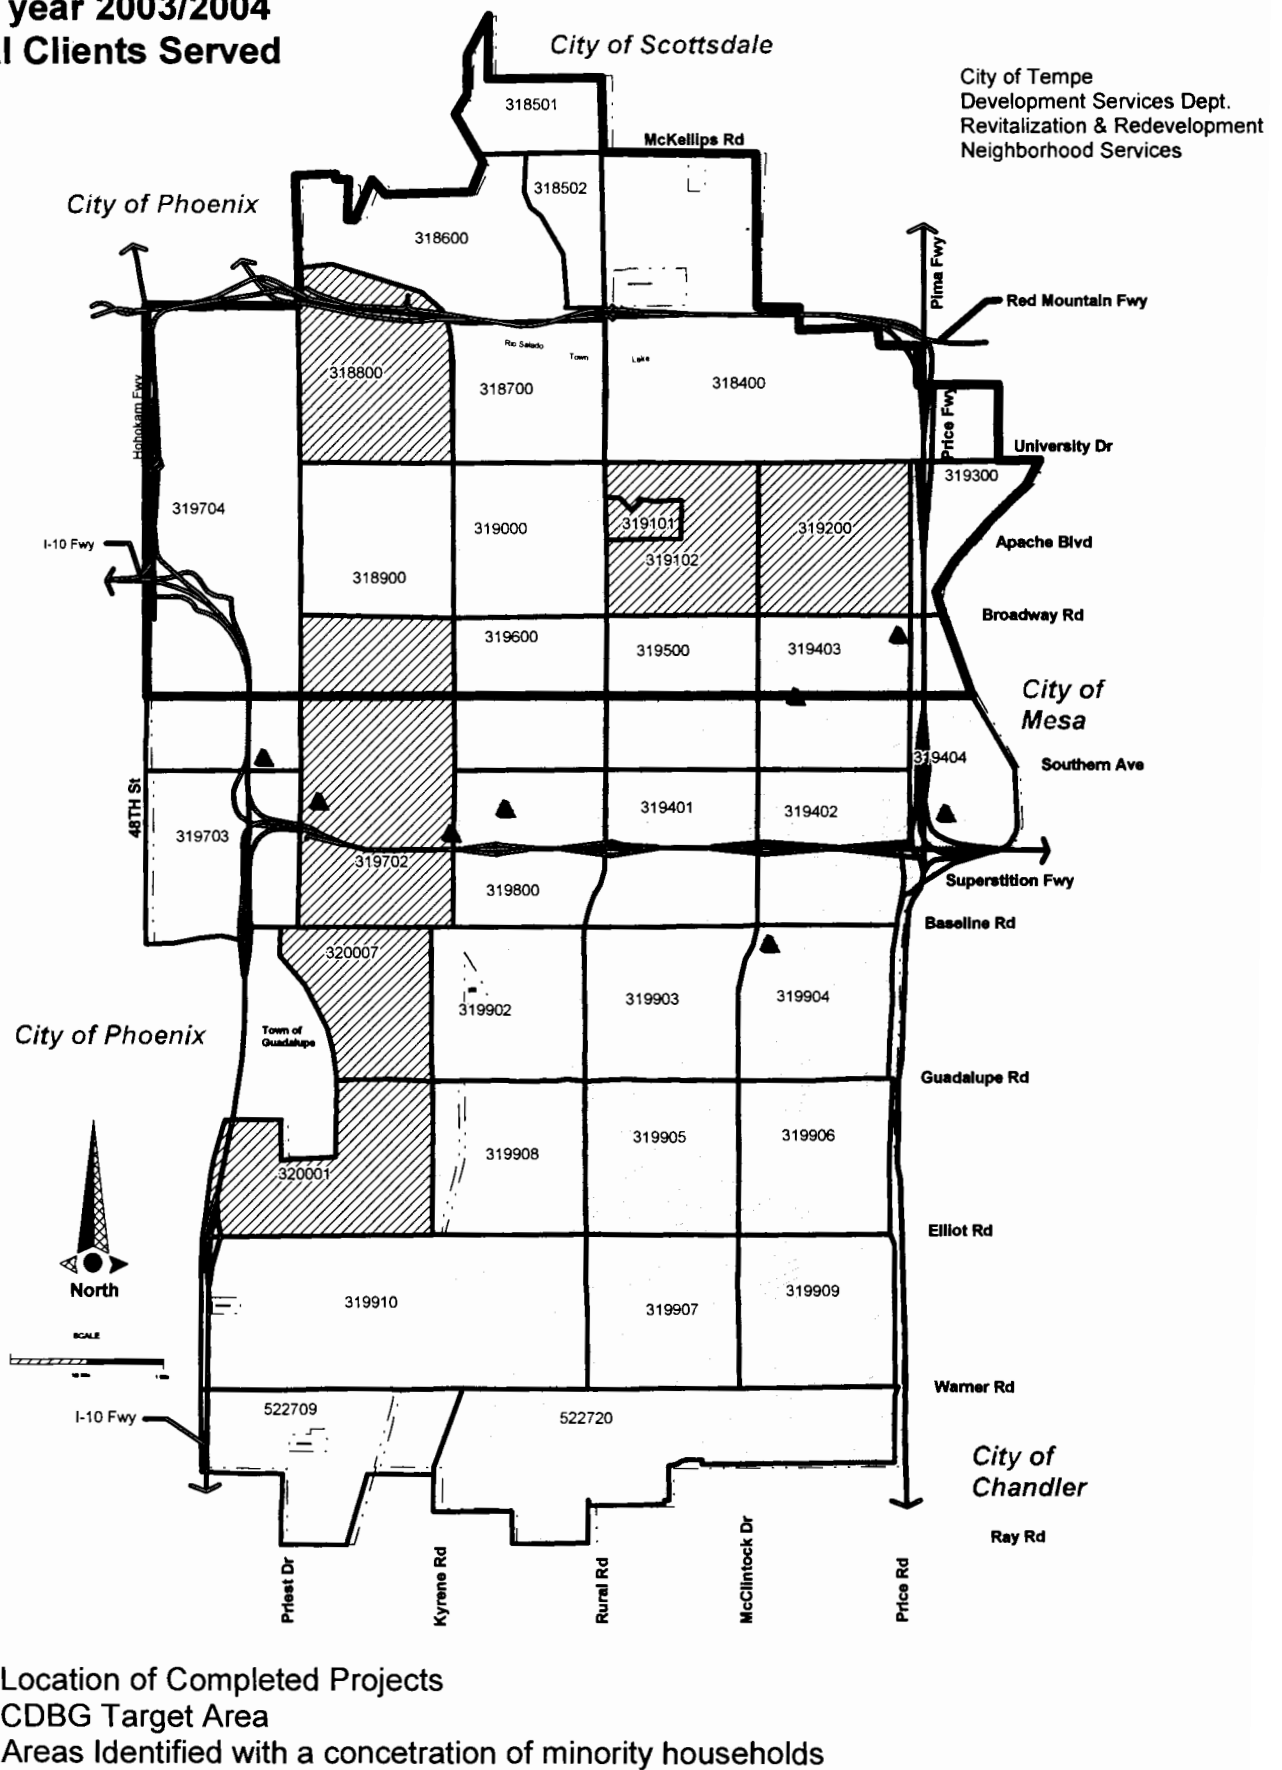 year 2003/2004
l Clients Served
City of Scottsdale
City of Tempe
Development Services Dept.
Revitalization & Redevelopment
Neighborhood Services
318501
McKellips Rd
318502
City of Phoenix
318600
Pima Fwy
Red Mountain Fwy
Rio Salado
Town
Lake
318800
318700
318400
Hohokam Fwy
Price Fwy
University Dr
319300
319704
319000
319101
319200
I-10 Fwy
Apache Blvd
319102
318900
Broadway Rd
319600
319500
319403
City of
Mesa
319404
Southern Ave
48TH St
319401
319402
319703
319702
Superstition Fwy
319800
Baseline Rd
320007
319902
319903
319904
City of Phoenix
Town of
Guadalupe
Guadalupe Rd
319908
319905
319906
320001
Elliot Rd
North
319910
319907
319909
SCALE
Warner Rd
I-10 Fwy
522709
522720
City of
Chandler
Ray Rd
Priest Dr
Kyrene Rd
Rural Rd
McClintock Dr
Price Rd
Location of Completed Projects
CDBG Target Area
Areas Identified with a concetration of minority households